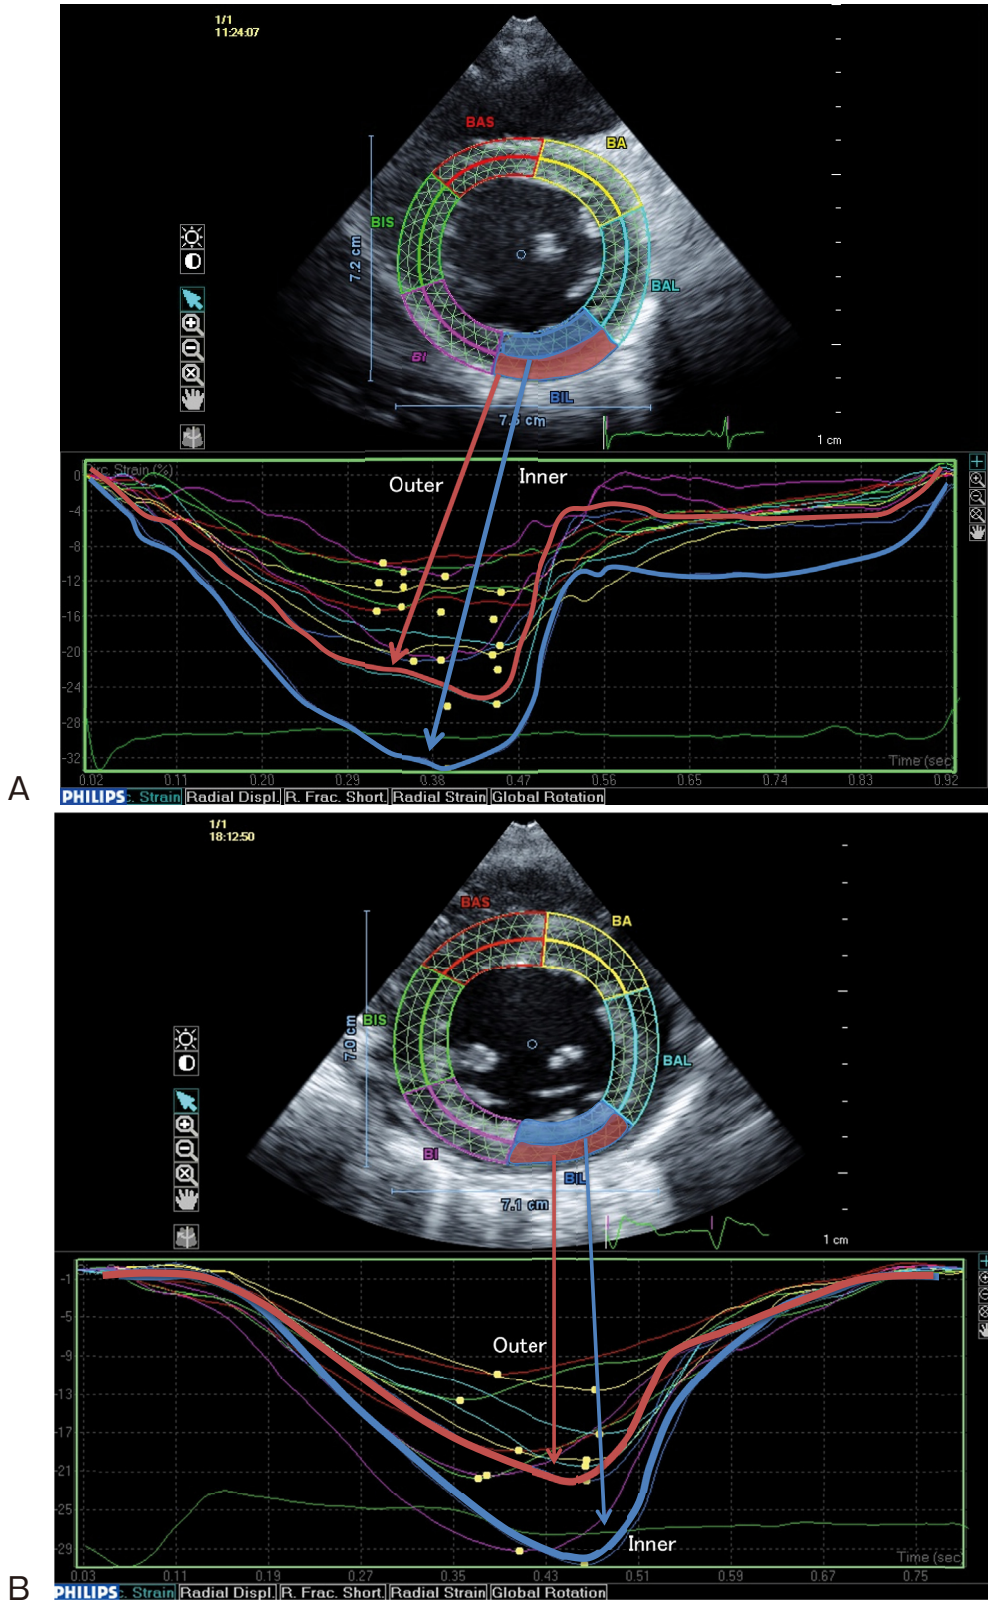 1/1
11:24:07
BAS
BA
BIS
7.2 cm
BAL
BI
BIL
7.5 cm
1 cm
Outer
Inner
rc. Strain (%)
0
-4
-8
-12
-16
-20
-24
-28
-32
Time (sec)
0.02 0.11 0.20 0.29 0.38 0.47 0.56 0.65 0.74 0.83 0.92
A
PHILIPS c. Strain Radial Displ. R. Frac. Short. Radial Strain Global Rotation
1/1
18:12:50
BAS
BA
BIS
7.0 cm
BAL
BI
BIL
7.1 cm
1 cm
-1
-5
-9
-13
-17
-21
-25
-29
Outer
Inner
Time (sec)
0.03 0.11 0.19 0.27 0.35 0.43 0.51 0.59 0.67 0.75
B
PHILIPS c. Strain Radial Displ. R. Frac. Short. Radial Strain Global Rotation